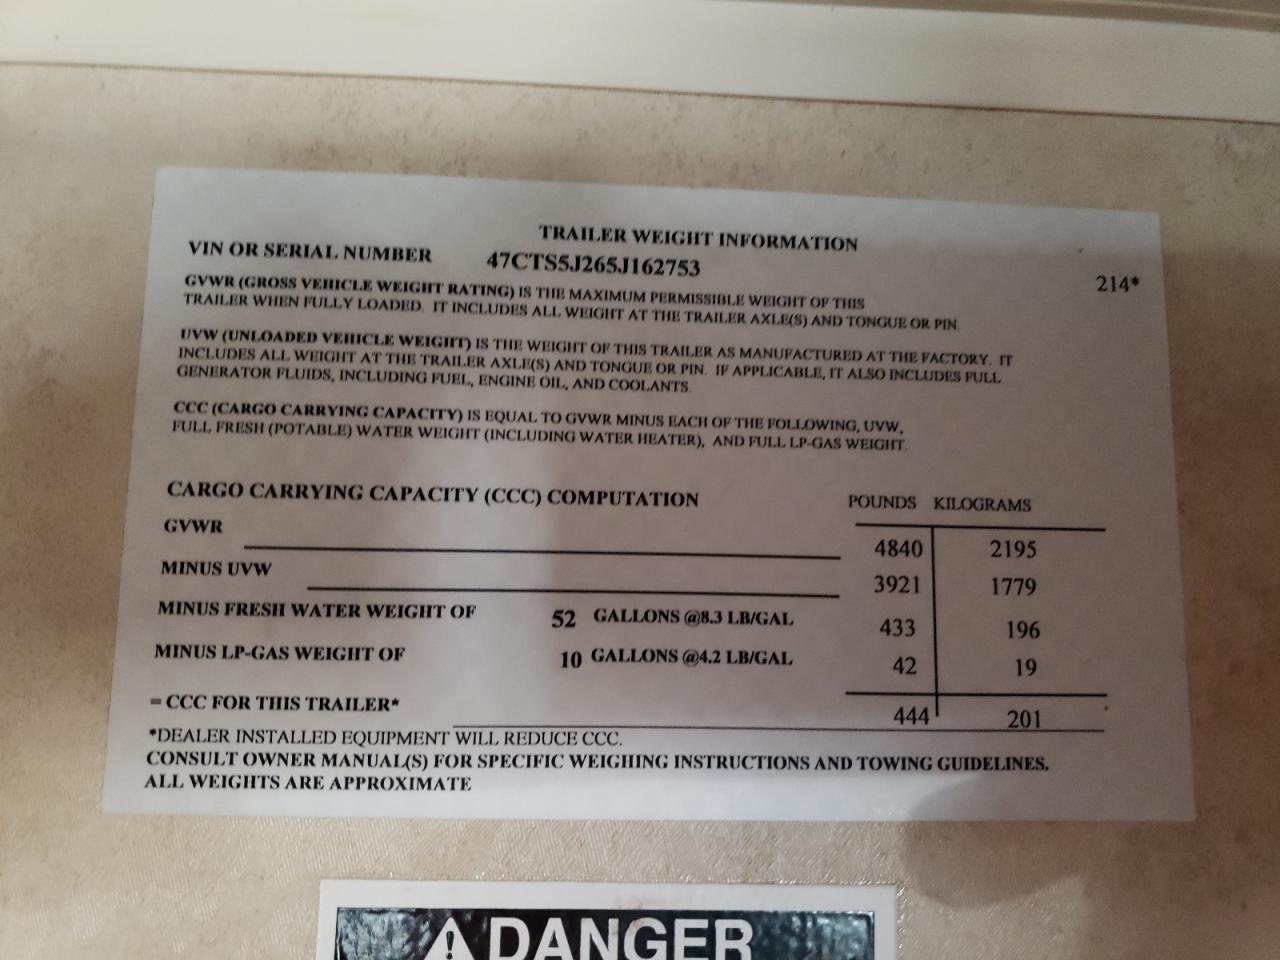 TRAILER WEIGHT INFORMATION
VIN OR SERIAL NUMBER 47CTS5J265J162753
214*
GVWR (GROSS VEHICLE WEIGHT RATING) IS THE MAXIMUM PERMISSIBLE WEIGHT OF THIS
TRAILER WHEN FULLY LOADED. IT INCLUDES ALL WEIGHT AT THE TRAILER AXLE(S) AND TONGUE OR PIN.
UVW (UNLOADED VEHICLE WEIGHT) IS THE WEIGHT OF THIS TRAILER AS MANUFACTURED AT THE FACTORY. IT
INCLUDES ALL WEIGHT AT THE TRAILER AXLE(S) AND TONGUE OR PIN. IF APPLICABLE, IT ALSO INCLUDES FULL
GENERATOR FLUIDS, INCLUDING FUEL, ENGINE OIL, AND COOLANTS.
CCC (CARGO CARRYING CAPACITY) IS EQUAL TO GVWR MINUS EACH OF THE FOLLOWING, UVW,
FULL FRESH (POTABLE) WATER WEIGHT (INCLUDING WATER HEATER), AND FULL LP-GAS WEIGHT.
CARGO CARRYING CAPACITY (CCC) COMPUTATION POUNDS KILOGRAMS
GVWR 4840 2195
MINUS UVW 3921 1779
MINUS FRESH WATER WEIGHT OF 52 GALLONS @8.3 LB/GAL 433 196
MINUS LP-GAS WEIGHT OF 10 GALLONS @4.2 LB/GAL 42 19
= CCC FOR THIS TRAILER* 444 201
*DEALER INSTALLED EQUIPMENT WILL REDUCE CCC.
CONSULT OWNER MANUAL(S) FOR SPECIFIC WEIGHING INSTRUCTIONS AND TOWING GUIDELINES.
ALL WEIGHTS ARE APPROXIMATE
DANGER